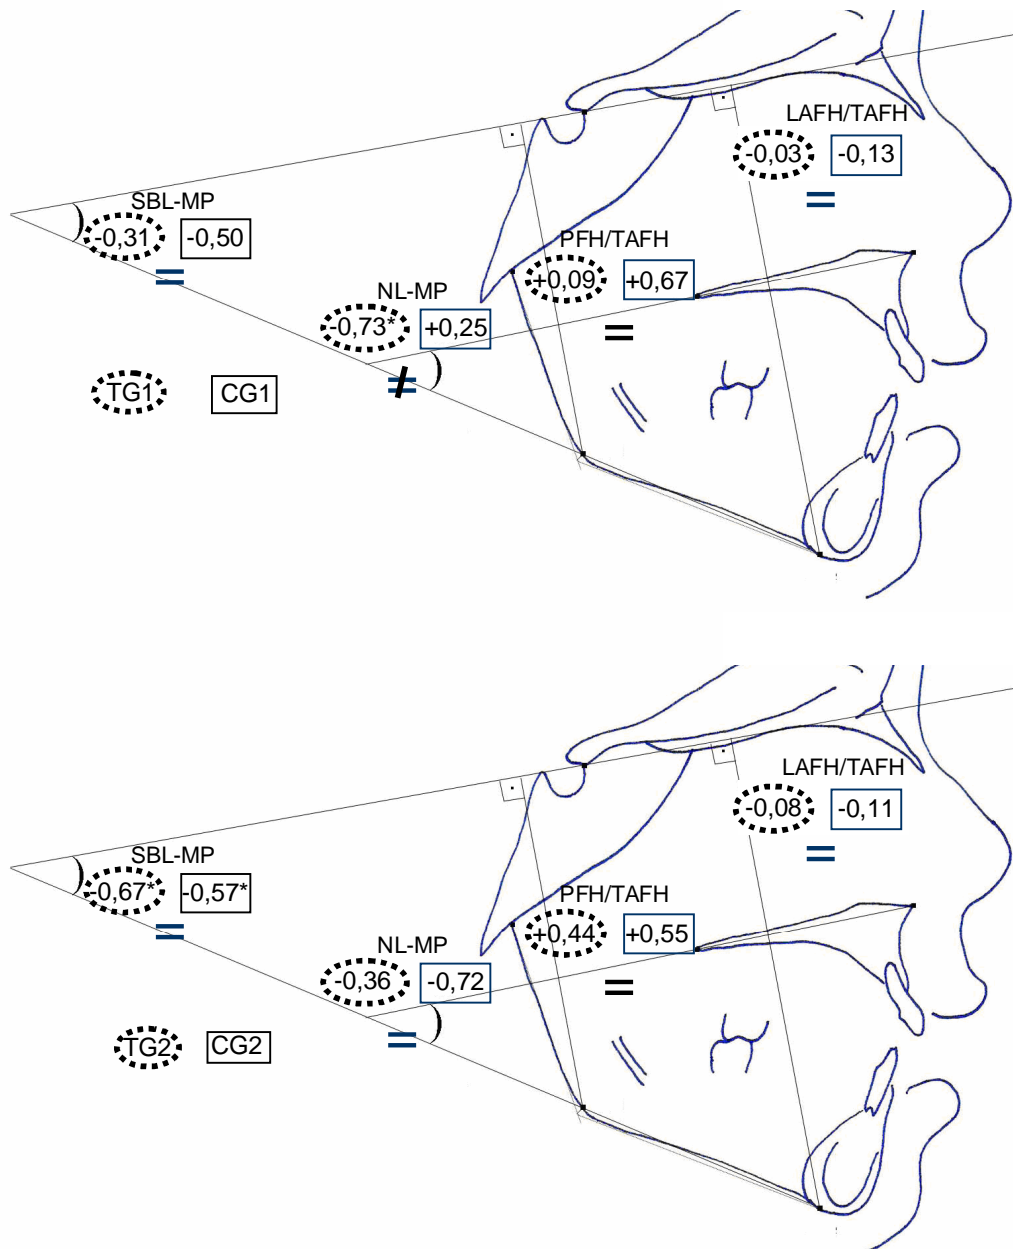 LAFH/TAFH
-0,03 -0,13
=
SBL-MP
-0,31 -0,50
=
PFH/TAFH
+0,09 +0,67
=
NL-MP
-0,73* +0,25
≠
TG1 CG1
LAFH/TAFH
-0,08 -0,11
=
SBL-MP
-0,67* -0,57*
=
PFH/TAFH
+0,44 +0,55
=
NL-MP
-0,36 -0,72
=
TG2 CG2